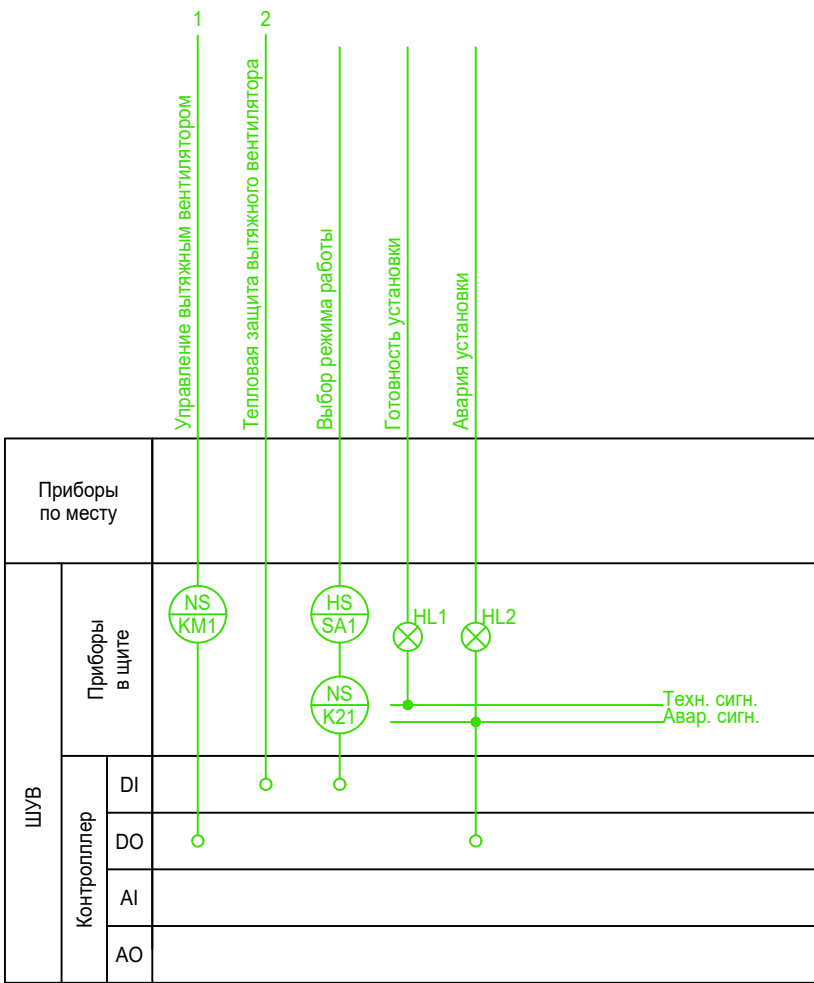 1
2
Управление вытяжным вентилятором
Тепловая защита вытяжного вентилятора
Выбор режима работы
Готовность установки
Авария установки
Приборы
по месту
ШУВ
Приборы
в щите
NS
KM1
HS
SA1
HL1
HL2
NS
K21
Техн. сигн.
Авар. сигн.
Контролллер
DI
DO
AI
AO